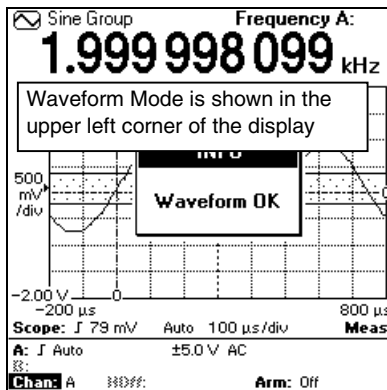 Sine Group Frequency A:
1.999 998 099 kHz
Waveform Mode is shown in the
upper left corner of the display
INFO
Waveform OK
500
mV
/div
-2.00 V
0
-200 µs 800 µs
Scope: ſ 79 mV Auto 100 µs/div Meas
A: ſ Auto ±5.0 V AC
B:
Chan: A HOff: Arm: Off